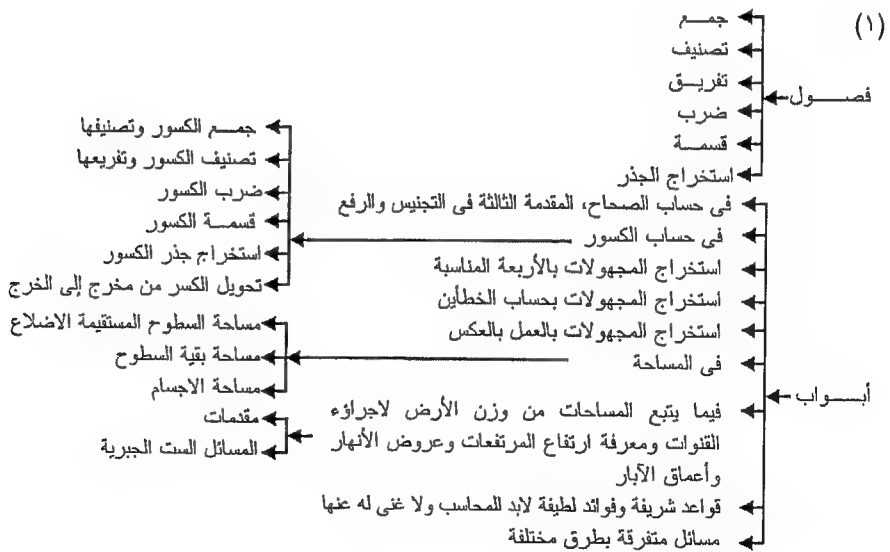 (١)
فصـــول
جمـــع
تصنيف
تفريـق
ضرب
قسمـة
استخراج الجذر
أبـــواب
فى حساب الصحاح، المقدمة الثالثة فى التجنيس والرفع
فى حساب الكسور
جمـــع الكسور وتصنيفها
تصنيف الكسور وتفريعها
ضرب الكسور
قسمـة الكسور
استخراج جذر الكسور
تحويل الكسر من مخرج إلى الخرج
استخراج المجهولات بالأربعة المناسبة
استخراج المجهولات بحساب الخطأين
استخراج المجهولات بالعمل بالعكس
فى المساحة
مساحة السطوح المستقيمة الاضلاع
مساحة بقية السطوح
مساحة الاجسام
فيما يتبع المساحات من وزن الأرض لاجراؤء
القنوات ومعرفة ارتفاع المرتفعات وعروض الأنهار
وأعماق الآبار
مقدمات
المسائل الست الجبرية
قواعد شريفة وفوائد لطيفة لابد للمحاسب ولا غنى له عنها
مسائل متفرقة بطرق مختلفة